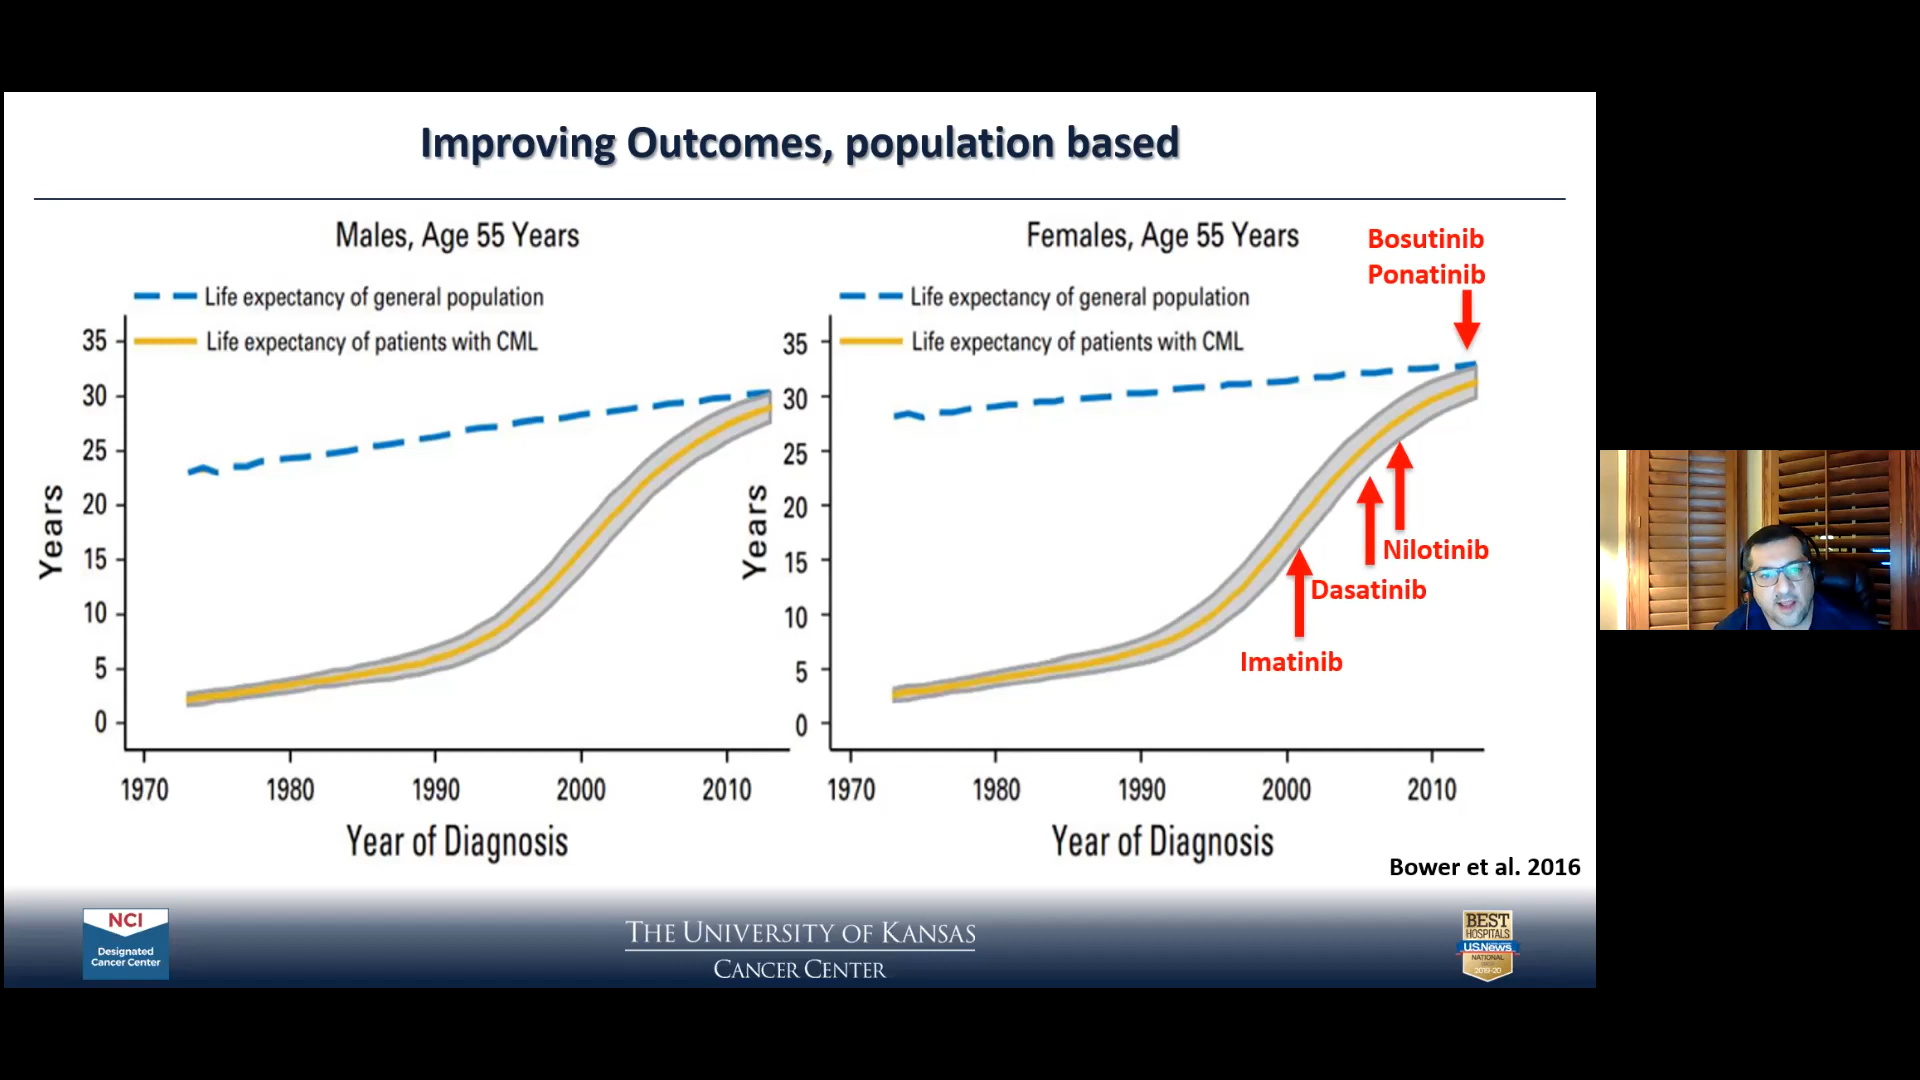 Improving Outcomes, population based
Males, Age 55 Years
Life expectancy of general population
Life expectancy of patients with CML
35
30
25
20
15
10
5
0
Years
1970 1980 1990 2000 2010
Year of Diagnosis
Females, Age 55 Years
Life expectancy of general population
Life expectancy of patients with CML
35
30
25
20
15
10
5
0
Years
1970 1980 1990 2000 2010
Year of Diagnosis
Bosutinib
Ponatinib
Nilotinib
Dasatinib
Imatinib
Bower et al. 2016
NCI
Designated
Cancer Center
THE UNIVERSITY OF KANSAS
CANCER CENTER
BEST
HOSPITALS
U.S.News
NATIONAL
2019-20